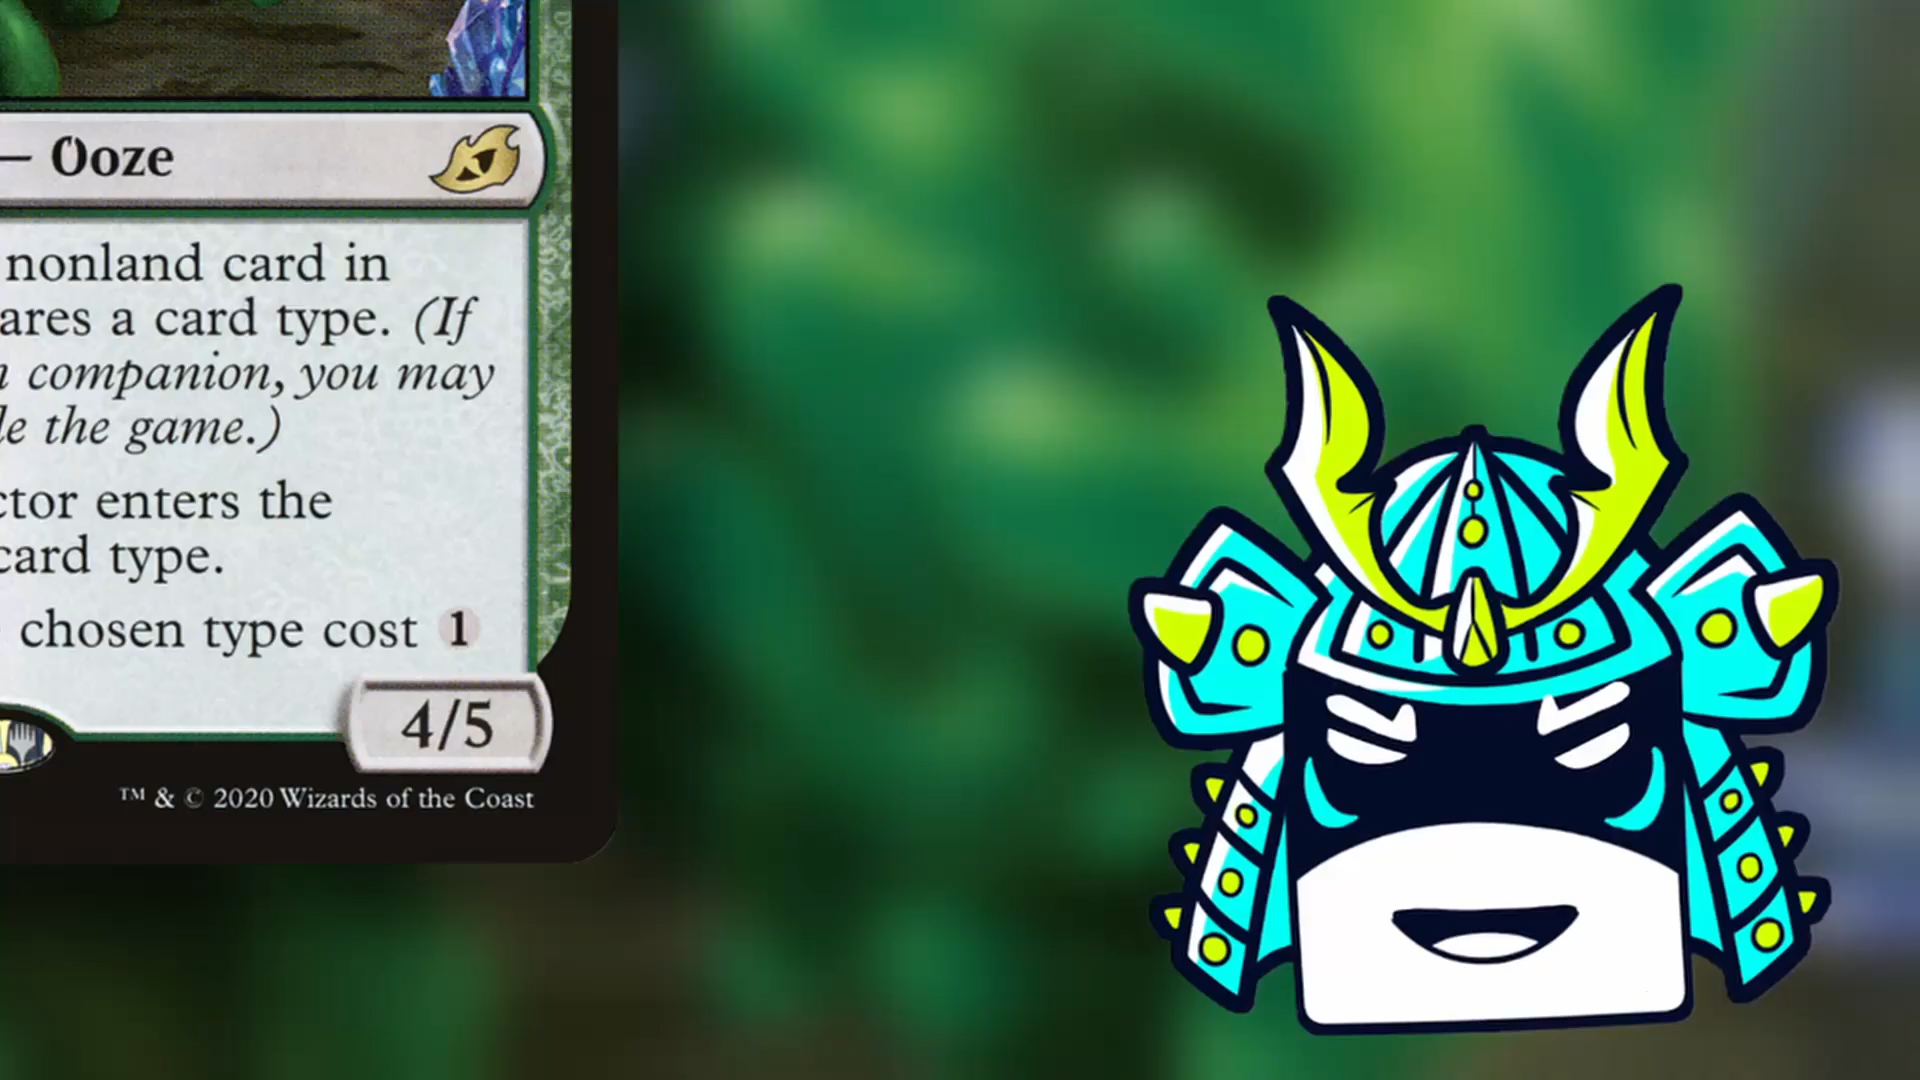 — Ooze
nonland card in
ares a card type. (If
companion, you may
le the game.)
ctor enters the
card type.
chosen type cost 1
4/5
™ & © 2020 Wizards of the Coast